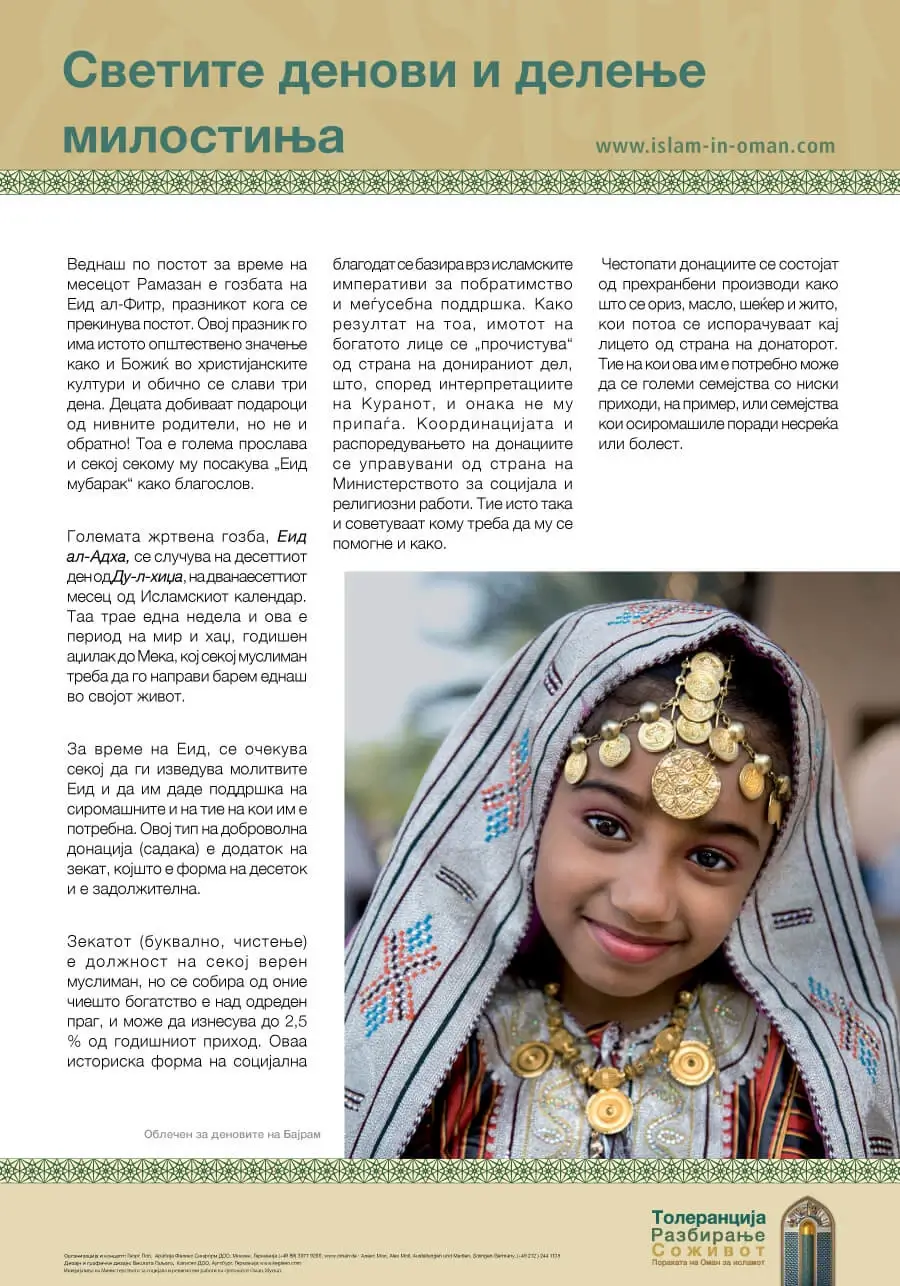 Светите денови и делење
милостиња
www.islam-in-oman.com
Веднаш по постот за време на
месецот Рамазан е гозбата на
Еид ал-Фитр, празникот кога се
прекинува постот. Овој празник го
има истото општествено значење
како и Божиќ во христијанските
култури и обично се слави три
дена. Децата добиваат подароци
од нивните родители, но не и
обратно! Тоа е голема прослава
и секој секому му посакува „Еид
мубарак“ како благослов.
Големата жртвена гозба, Еид
ал-Адха, се случува на десеттиот
ден од Ду-л-хиџа, на дванаесеттиот
месец од Исламскиот календар.
Таа трае една недела и ова е
период на мир и хаџ, годишен
аџилак до Мека, кој секој муслиман
треба да го направи барем еднаш
во својот живот.
За време на Еид, се очекува
секој да ги изведува молитвите
Еид и да им даде поддршка на
сиромашните и на тие на кои им е
потребна. Овој тип на доброволна
донација (садака) е додаток на
зекат, којшто е форма на десеток
и е задолжителна.
Зекатот (буквално, чистење)
е должност на секој верен
муслиман, но се собира од оние
чиешто богатство е над одреден
праг, и може да изнесува до 2,5
% од годишниот приход. Оваа
историска форма на социјална
благодат се базира врз исламските
императиви за побратимство
и меѓусебна поддршка. Како
резултат на тоа, имотот на
богатото лице се „прочистува“
од страна на донираниот дел,
што, според интерпретациите
на Куранот, и онака не му
припаѓа. Координацијата и
распоредувањето на донациите
се управувани од страна на
Министерството за социјала и
религиозни работи. Тие исто така
и советуваат кому треба да му се
помогне и како.
Честопати донациите се состојат
од прехранбени производи како
што се ориз, масло, шеќер и жито,
кои потоа се испорачуваат кај
лицето од страна на донаторот.
Тие на кои ова им е потребно може
да се големи семејства со ниски
приходи, на пример, или семејства
кои осиромашиле поради несреќа
или болест.
Облечен за деновите на Бајрам
Толеранција
Разбирање
Соживот
Пораката на Оман за исламот